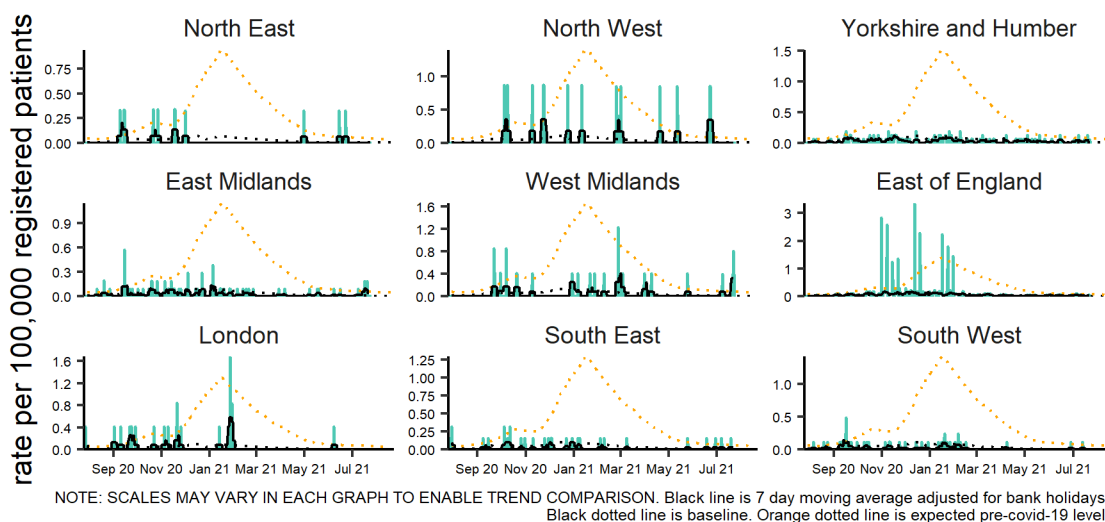 rate per 100,000 registered patients
North East
0.75
0.50
0.25
0.00
North West
1.0
0.5
0.0
Yorkshire and Humber
1.5
1.0
0.5
0.0
East Midlands
0.9
0.6
0.3
0.0
West Midlands
1.6
1.2
0.8
0.4
0.0
East of England
3
2
1
0
London
1.6
1.2
0.8
0.4
0.0
Sep 20 Nov 20 Jan 21 Mar 21 May 21 Jul 21
South East
1.25
1.00
0.75
0.50
0.25
0.00
Sep 20 Nov 20 Jan 21 Mar 21 May 21 Jul 21
South West
1.0
0.5
0.0
Sep 20 Nov 20 Jan 21 Mar 21 May 21 Jul 21
NOTE: SCALES MAY VARY IN EACH GRAPH TO ENABLE TREND COMPARISON. Black line is 7 day moving average adjusted for bank holidays
Black dotted line is baseline. Orange dotted line is expected pre-covid-19 level